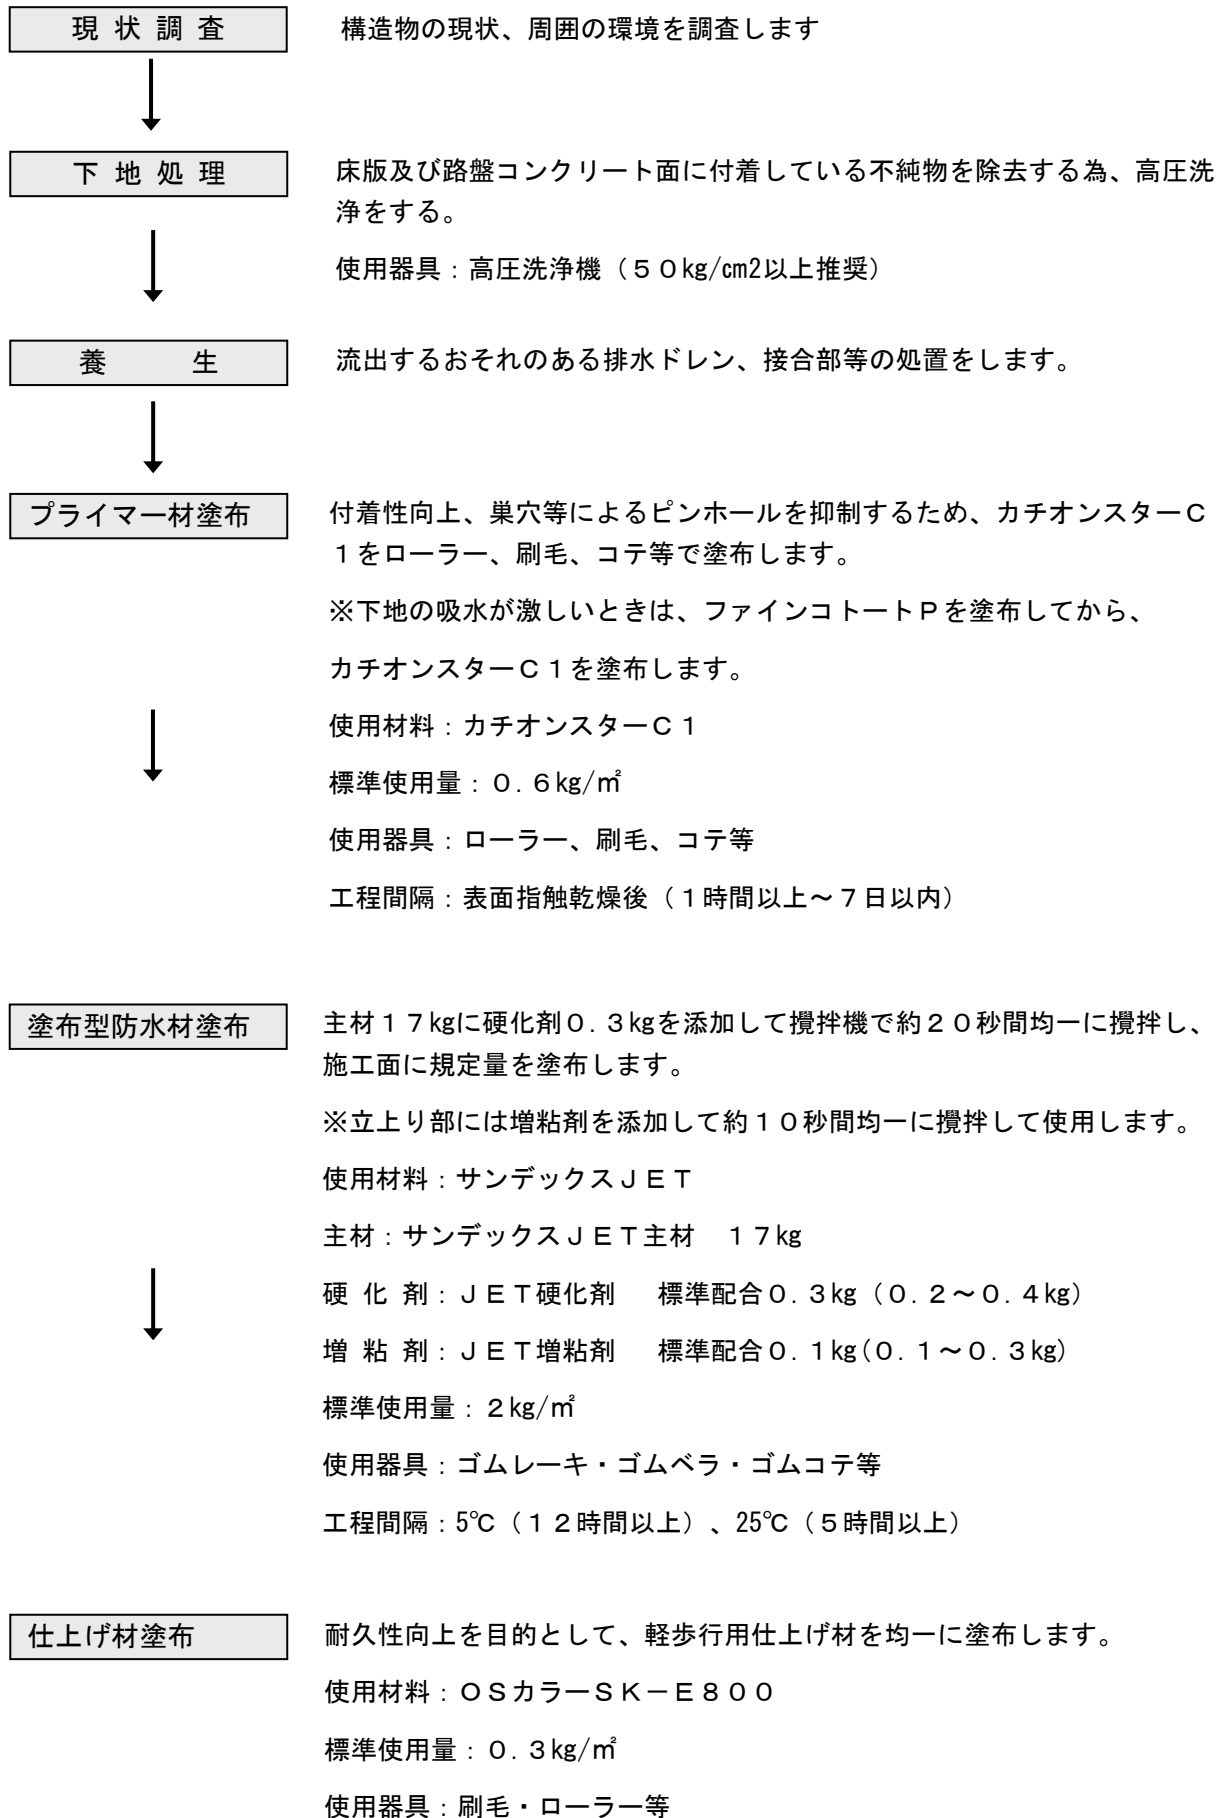 現 状 調 査
構造物の現状、周囲の環境を調査します
下 地 処 理
床版及び路盤コンクリート面に付着している不純物を除去する為、高圧洗
浄をする。
使用器具：高圧洗浄機（５０㎏/㎝2以上推奨）
養　　　生
流出するおそれのある排水ドレン、接合部等の処置をします。
プライマー材塗布
付着性向上、巣穴等によるピンホールを抑制するため、カチオンスターＣ
１をローラー、刷毛、コテ等で塗布します。
※下地の吸水が激しいときは、ファインコトートＰを塗布してから、
カチオンスターＣ１を塗布します。
使用材料：カチオンスターＣ１
標準使用量：０．６㎏/㎡
使用器具：ローラー、刷毛、コテ等
工程間隔：表面指触乾燥後（１時間以上～７日以内）
塗布型防水材塗布
主材１７㎏に硬化剤０．３㎏を添加して攪拌機で約２０秒間均一に攪拌し、
施工面に規定量を塗布します。
※立上り部には増粘剤を添加して約１０秒間均一に攪拌して使用します。
使用材料：サンデックスＪＥＴ
主材：サンデックスＪＥＴ主材　１７㎏
硬 化 剤：ＪＥＴ硬化剤　標準配合０．３㎏（０．２～０．４㎏）
増 粘 剤：ＪＥＴ増粘剤　標準配合０．１㎏(０．１～０．３㎏)
標準使用量：２㎏/㎡
使用器具：ゴムレーキ・ゴムベラ・ゴムコテ等
工程間隔：5℃（１２時間以上）、25℃（５時間以上）
仕上げ材塗布
耐久性向上を目的として、軽歩行用仕上げ材を均一に塗布します。
使用材料：ＯＳカラーＳＫ－Ｅ８００
標準使用量：０．３㎏/㎡
使用器具：刷毛・ローラー等